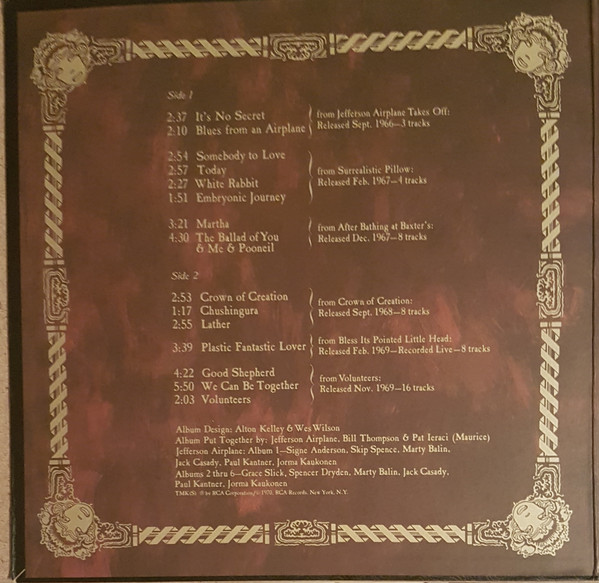 Side 1
2:37 It's No Secret
2:10 Blues from an Airplane
from Jefferson Airplane Takes Off:
Released Sept. 1966—3 tracks
2:54 Somebody to Love
2:57 Today
2:27 White Rabbit
1:51 Embryonic Journey
from Surrealistic Pillow:
Released Feb. 1967—4 tracks
3:21 Martha
4:30 The Ballad of You
& Me & Pooneil
from After Bathing at Baxter's:
Released Dec. 1967—8 tracks
Side 2
2:53 Crown of Creation
1:17 Chushingura
2:55 Lather
from Crown of Creation:
Released Sept. 1968—8 tracks
3:39 Plastic Fantastic Lover
from Bless Its Pointed Little Head:
Released Feb. 1969—Recorded Live—8 tracks
4:22 Good Shepherd
5:50 We Can Be Together
2:03 Volunteers
from Volunteers:
Released Nov. 1969—16 tracks
Album Design: Alton Kelley & Wes Wilson
Album Put Together by: Jefferson Airplane, Bill Thompson & Pat Ieraci (Maurice)
Jefferson Airplane: Album 1—Signe Anderson, Skip Spence, Marty Balin,
Jack Casady, Paul Kantner, Jorma Kaukonen
Albums 2 thru 6—Grace Slick, Spencer Dryden, Marty Balin, Jack Casady,
Paul Kantner, Jorma Kaukonen
TMK(S) ® by RCA Corporation/© 1970, RCA Records, New York, N.Y.